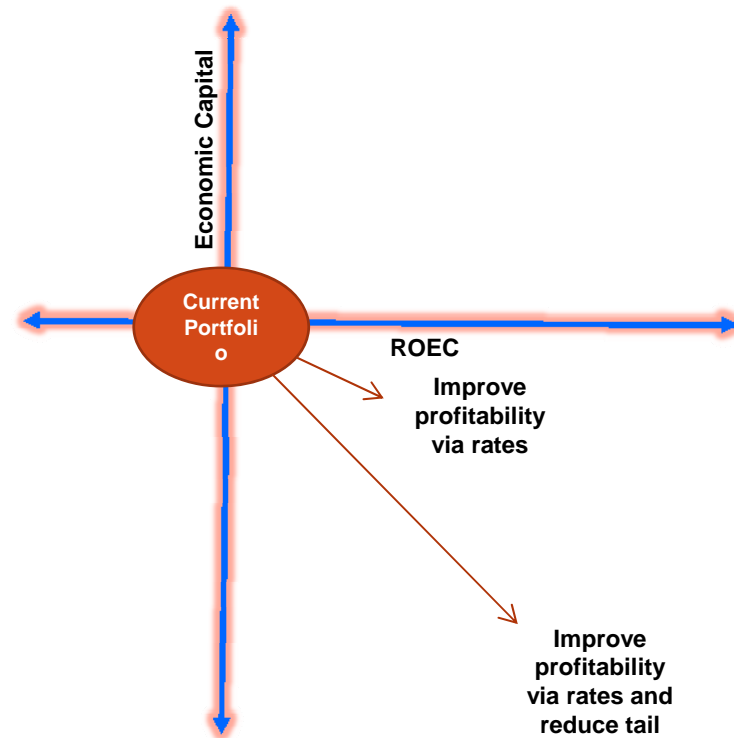 Economic Capital
Current
Portfoli
o
ROEC
Improve
profitability
via rates
Improve
profitability
via rates and
reduce tail